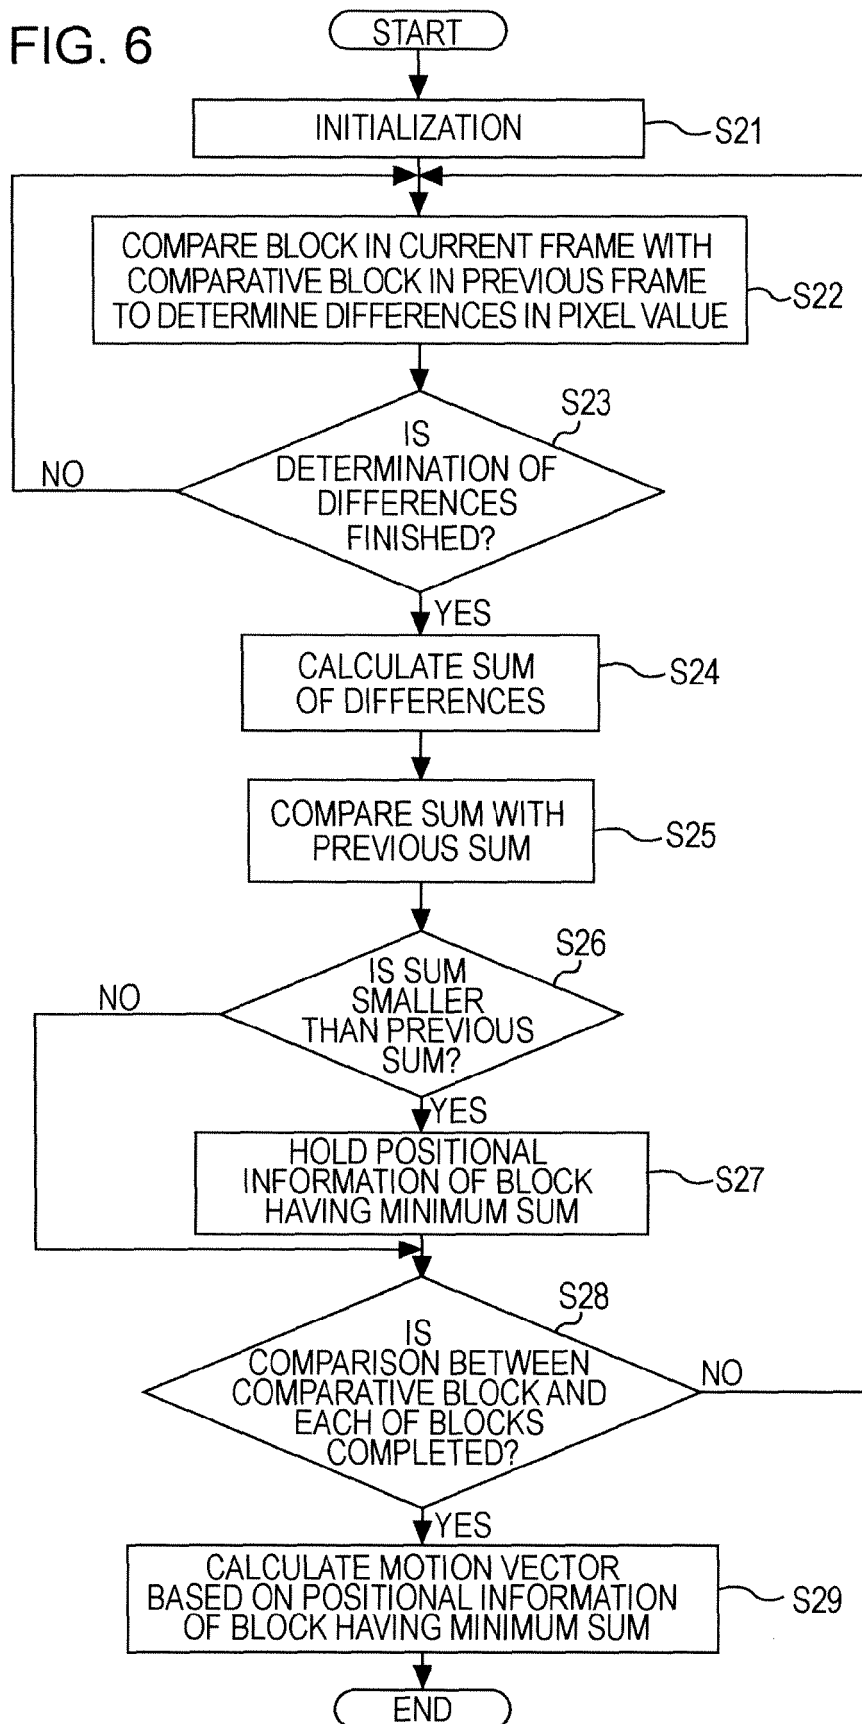 FIG. 6
START
INITIALIZATION
S21
COMPARE BLOCK IN CURRENT FRAME WITH
COMPARATIVE BLOCK IN PREVIOUS FRAME
TO DETERMINE DIFFERENCES IN PIXEL VALUE
S22
S23
IS
DETERMINATION OF
DIFFERENCES
FINISHED?
NO
YES
CALCULATE SUM
OF DIFFERENCES
S24
COMPARE SUM WITH
PREVIOUS SUM
S25
S26
IS SUM
SMALLER
THAN PREVIOUS
SUM?
NO
YES
HOLD POSITIONAL
INFORMATION OF BLOCK
HAVING MINIMUM SUM
S27
S28
IS
COMPARISON BETWEEN
COMPARATIVE BLOCK AND
EACH OF BLOCKS
COMPLETED?
NO
YES
CALCULATE MOTION VECTOR
BASED ON POSITIONAL INFORMATION
OF BLOCK HAVING MINIMUM SUM
S29
END